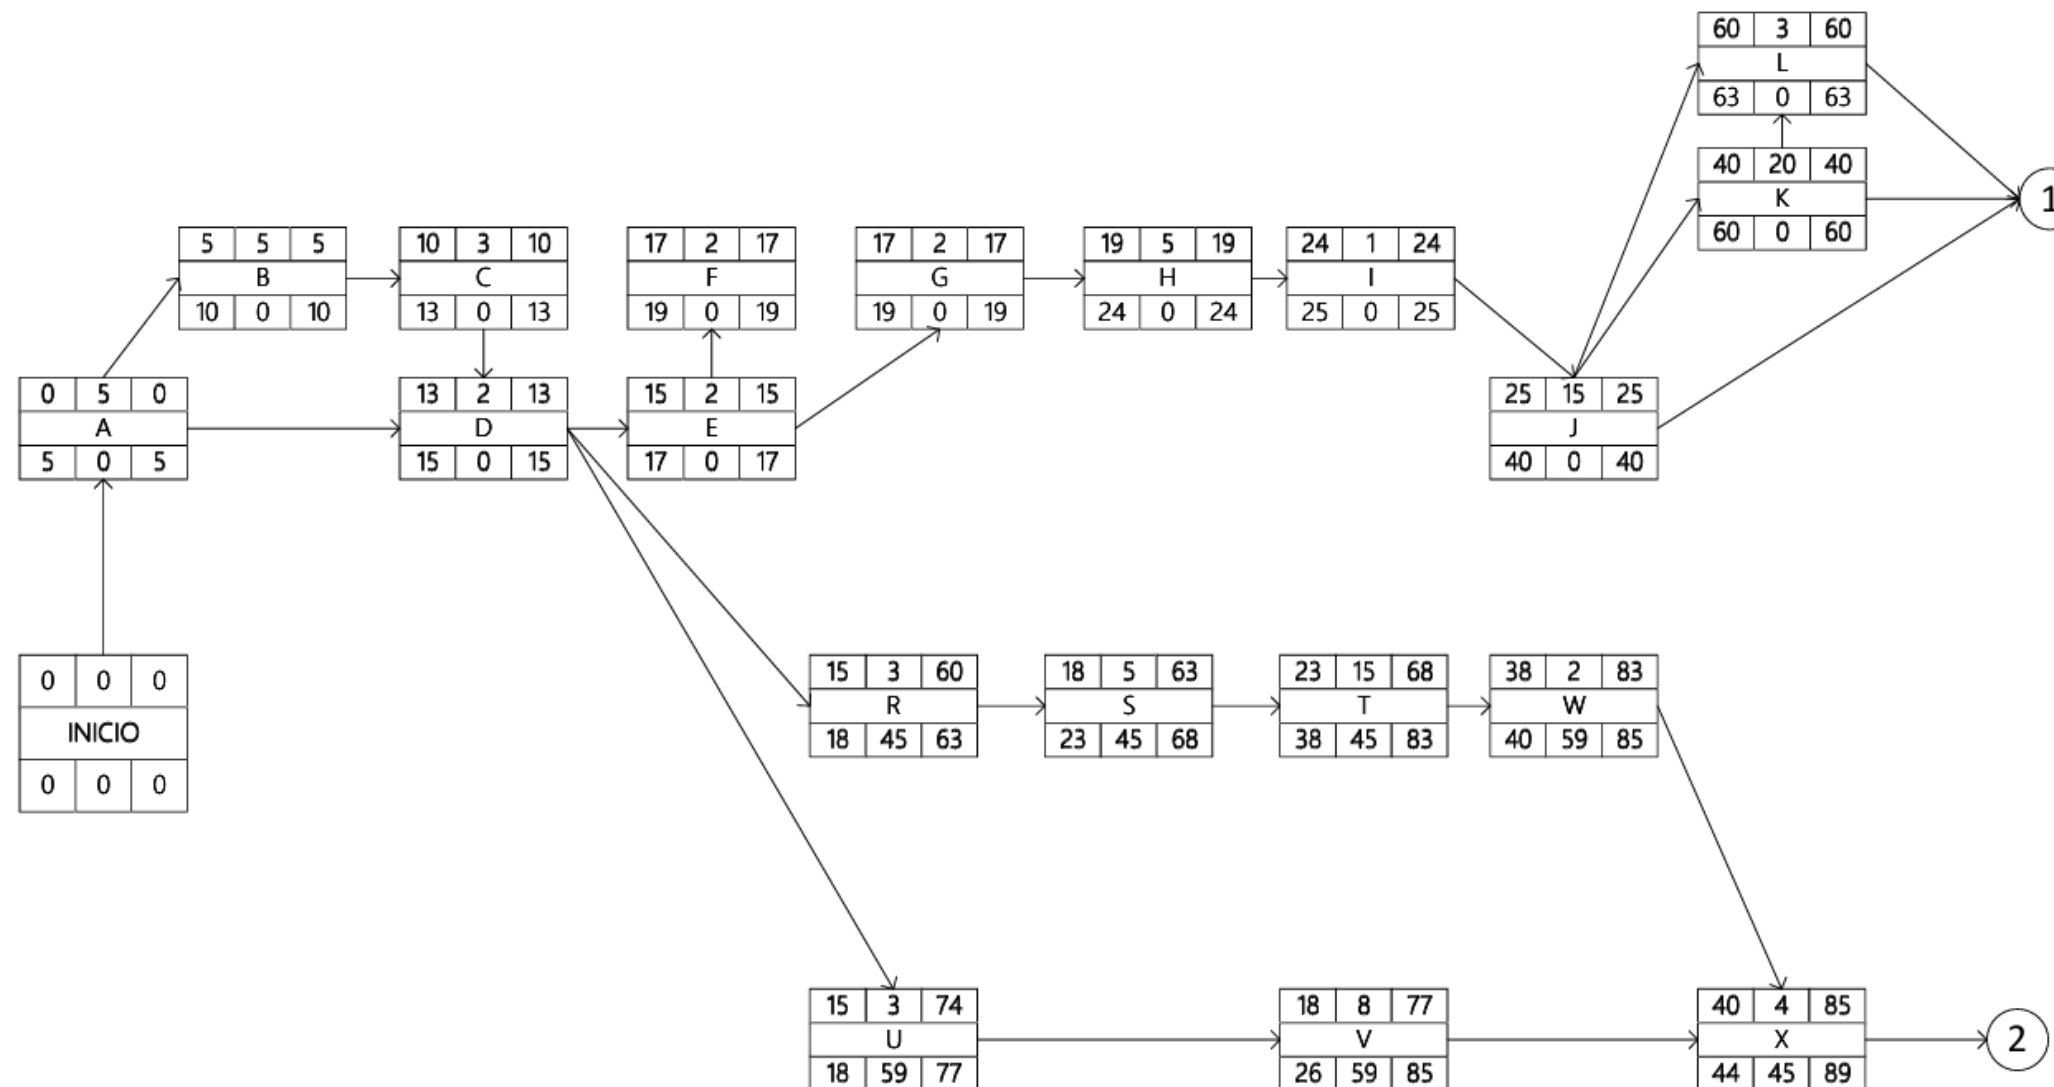 60 3 60
L
63 0 63
40 20 40
K
60 0 60
1
5 5 5
B
10 0 10
10 3 10
C
13 0 13
17 2 17
F
19 0 19
17 2 17
G
19 0 19
19 5 19
H
24 0 24
24 1 24
I
25 0 25
0 5 0
A
5 0 5
13 2 13
D
15 0 15
15 2 15
E
17 0 17
25 15 25
J
40 0 40
0 0 0
INICIO
0 0 0
15 3 60
R
18 45 63
18 5 63
S
23 45 68
23 15 68
T
38 45 83
38 2 83
W
40 59 85
15 3 74
U
18 59 77
18 8 77
V
26 59 85
40 4 85
X
44 45 89
2